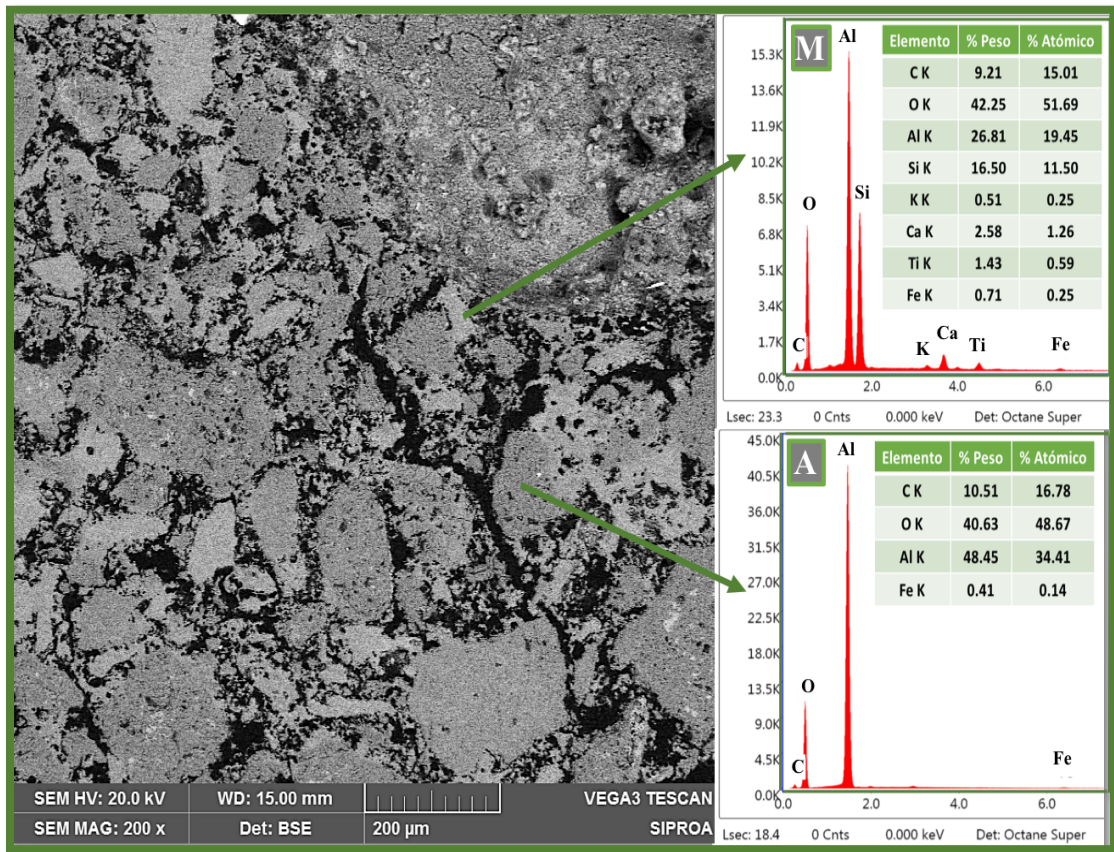 M
Al
O
Si
C
K
Ca
Ti
Fe
15.3K
13.6K
11.9K
10.2K
8.5K
6.8K
5.1K
3.4K
1.7K
0.0K
0.0 2.0 4.0 6.0
Elemento % Peso % Atómico
C K 9.21 15.01
O K 42.25 51.69
Al K 26.81 19.45
Si K 16.50 11.50
K K 0.51 0.25
Ca K 2.58 1.26
Ti K 1.43 0.59
Fe K 0.71 0.25
Lsec: 23.3 0 Cnts 0.000 keV Det: Octane Super
A
Al
O
C
Fe
45.0K
40.5K
36.0K
31.5K
27.0K
22.5K
18.0K
13.5K
9.0K
4.5K
0.0K
0.0 2.0 4.0 6.0
Elemento % Peso % Atómico
C K 10.51 16.78
O K 40.63 48.67
Al K 48.45 34.41
Fe K 0.41 0.14
Lsec: 18.4 0 Cnts 0.000 keV Det: Octane Super
SEM HV: 20.0 kV WD: 15.00 mm VEGA3 TESCAN
SEM MAG: 200 x Det: BSE 200 µm SIPROA